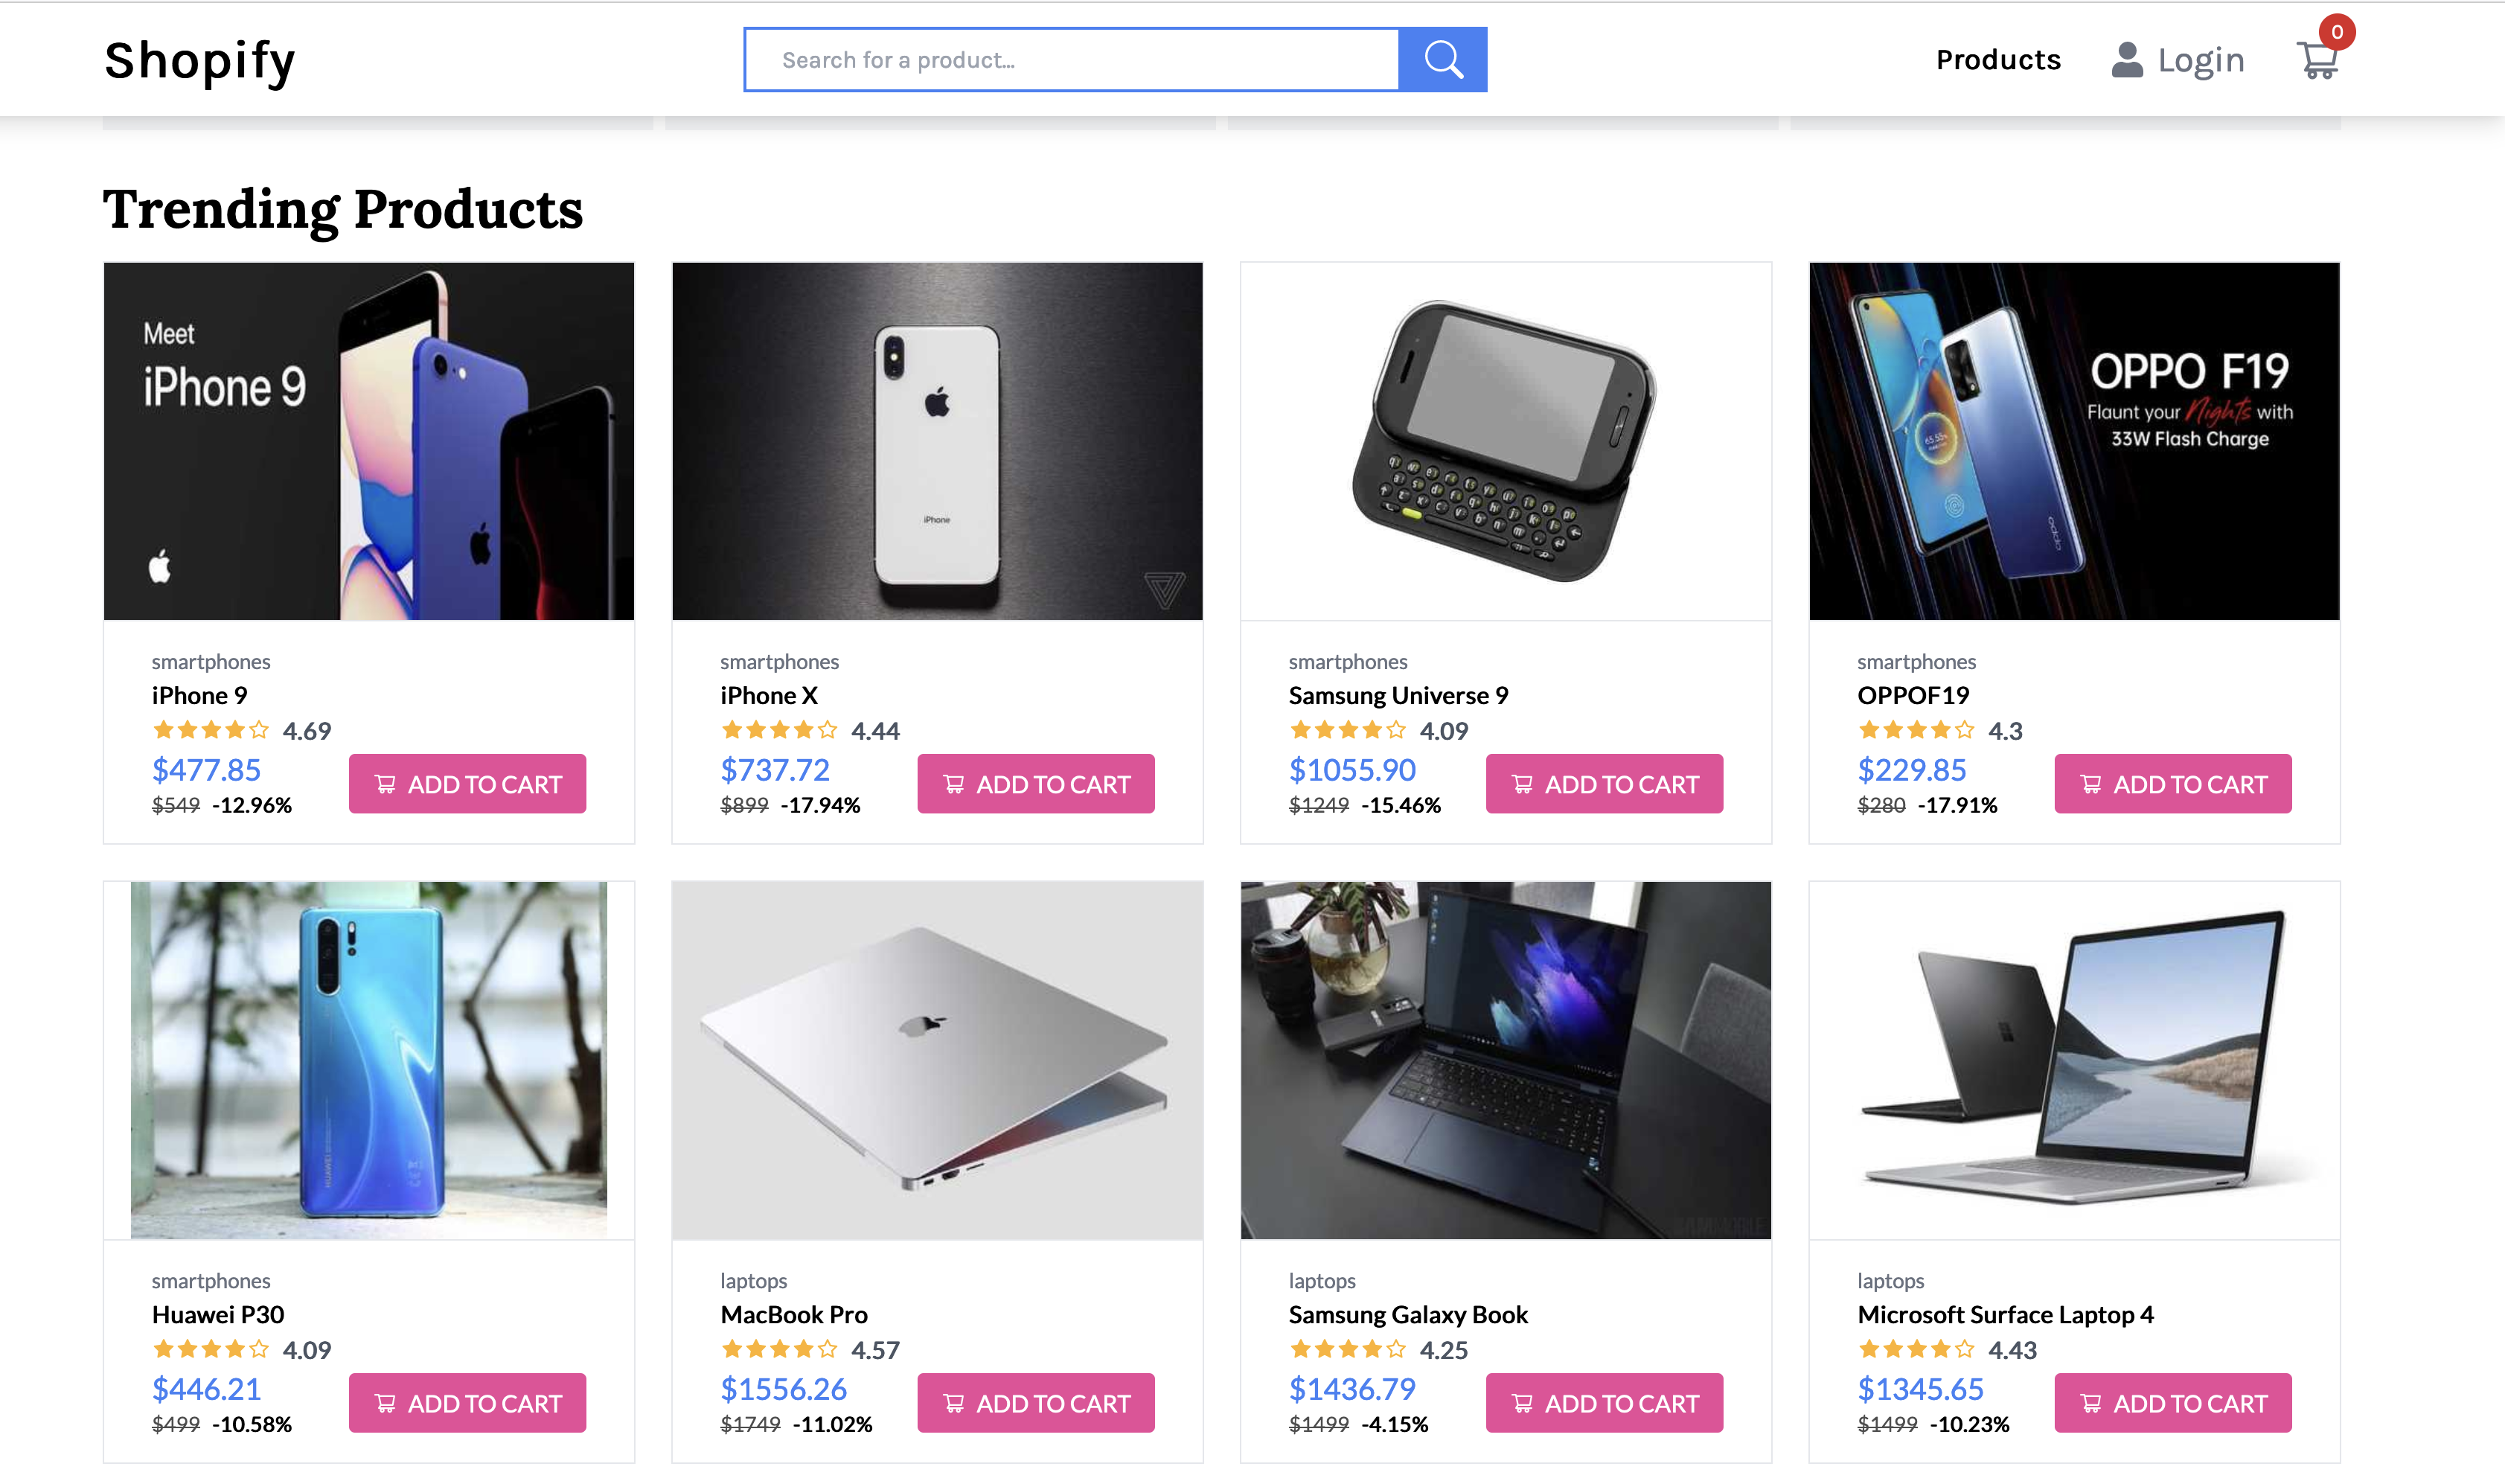 Shopify
Search for a product...
Products
Login
0
Trending Products
Meet
iPhone 9
iPhone
OPPO F19
Flaunt your Nights with
33W Flash Charge
oppo
smartphones
iPhone 9
4.69
$477.85
$549 -12.96%
ADD TO CART
smartphones
iPhone X
4.44
$737.72
$899 -17.94%
ADD TO CART
smartphones
Samsung Universe 9
4.09
$1055.90
$1249 -15.46%
ADD TO CART
smartphones
OPPOF19
4.3
$229.85
$280 -17.91%
ADD TO CART
HUAWEI
smartphones
Huawei P30
4.09
$446.21
$499 -10.58%
ADD TO CART
laptops
MacBook Pro
4.57
$1556.26
$1749 -11.02%
ADD TO CART
laptops
Samsung Galaxy Book
4.25
$1436.79
$1499 -4.15%
ADD TO CART
laptops
Microsoft Surface Laptop 4
4.43
$1345.65
$1499 -10.23%
ADD TO CART